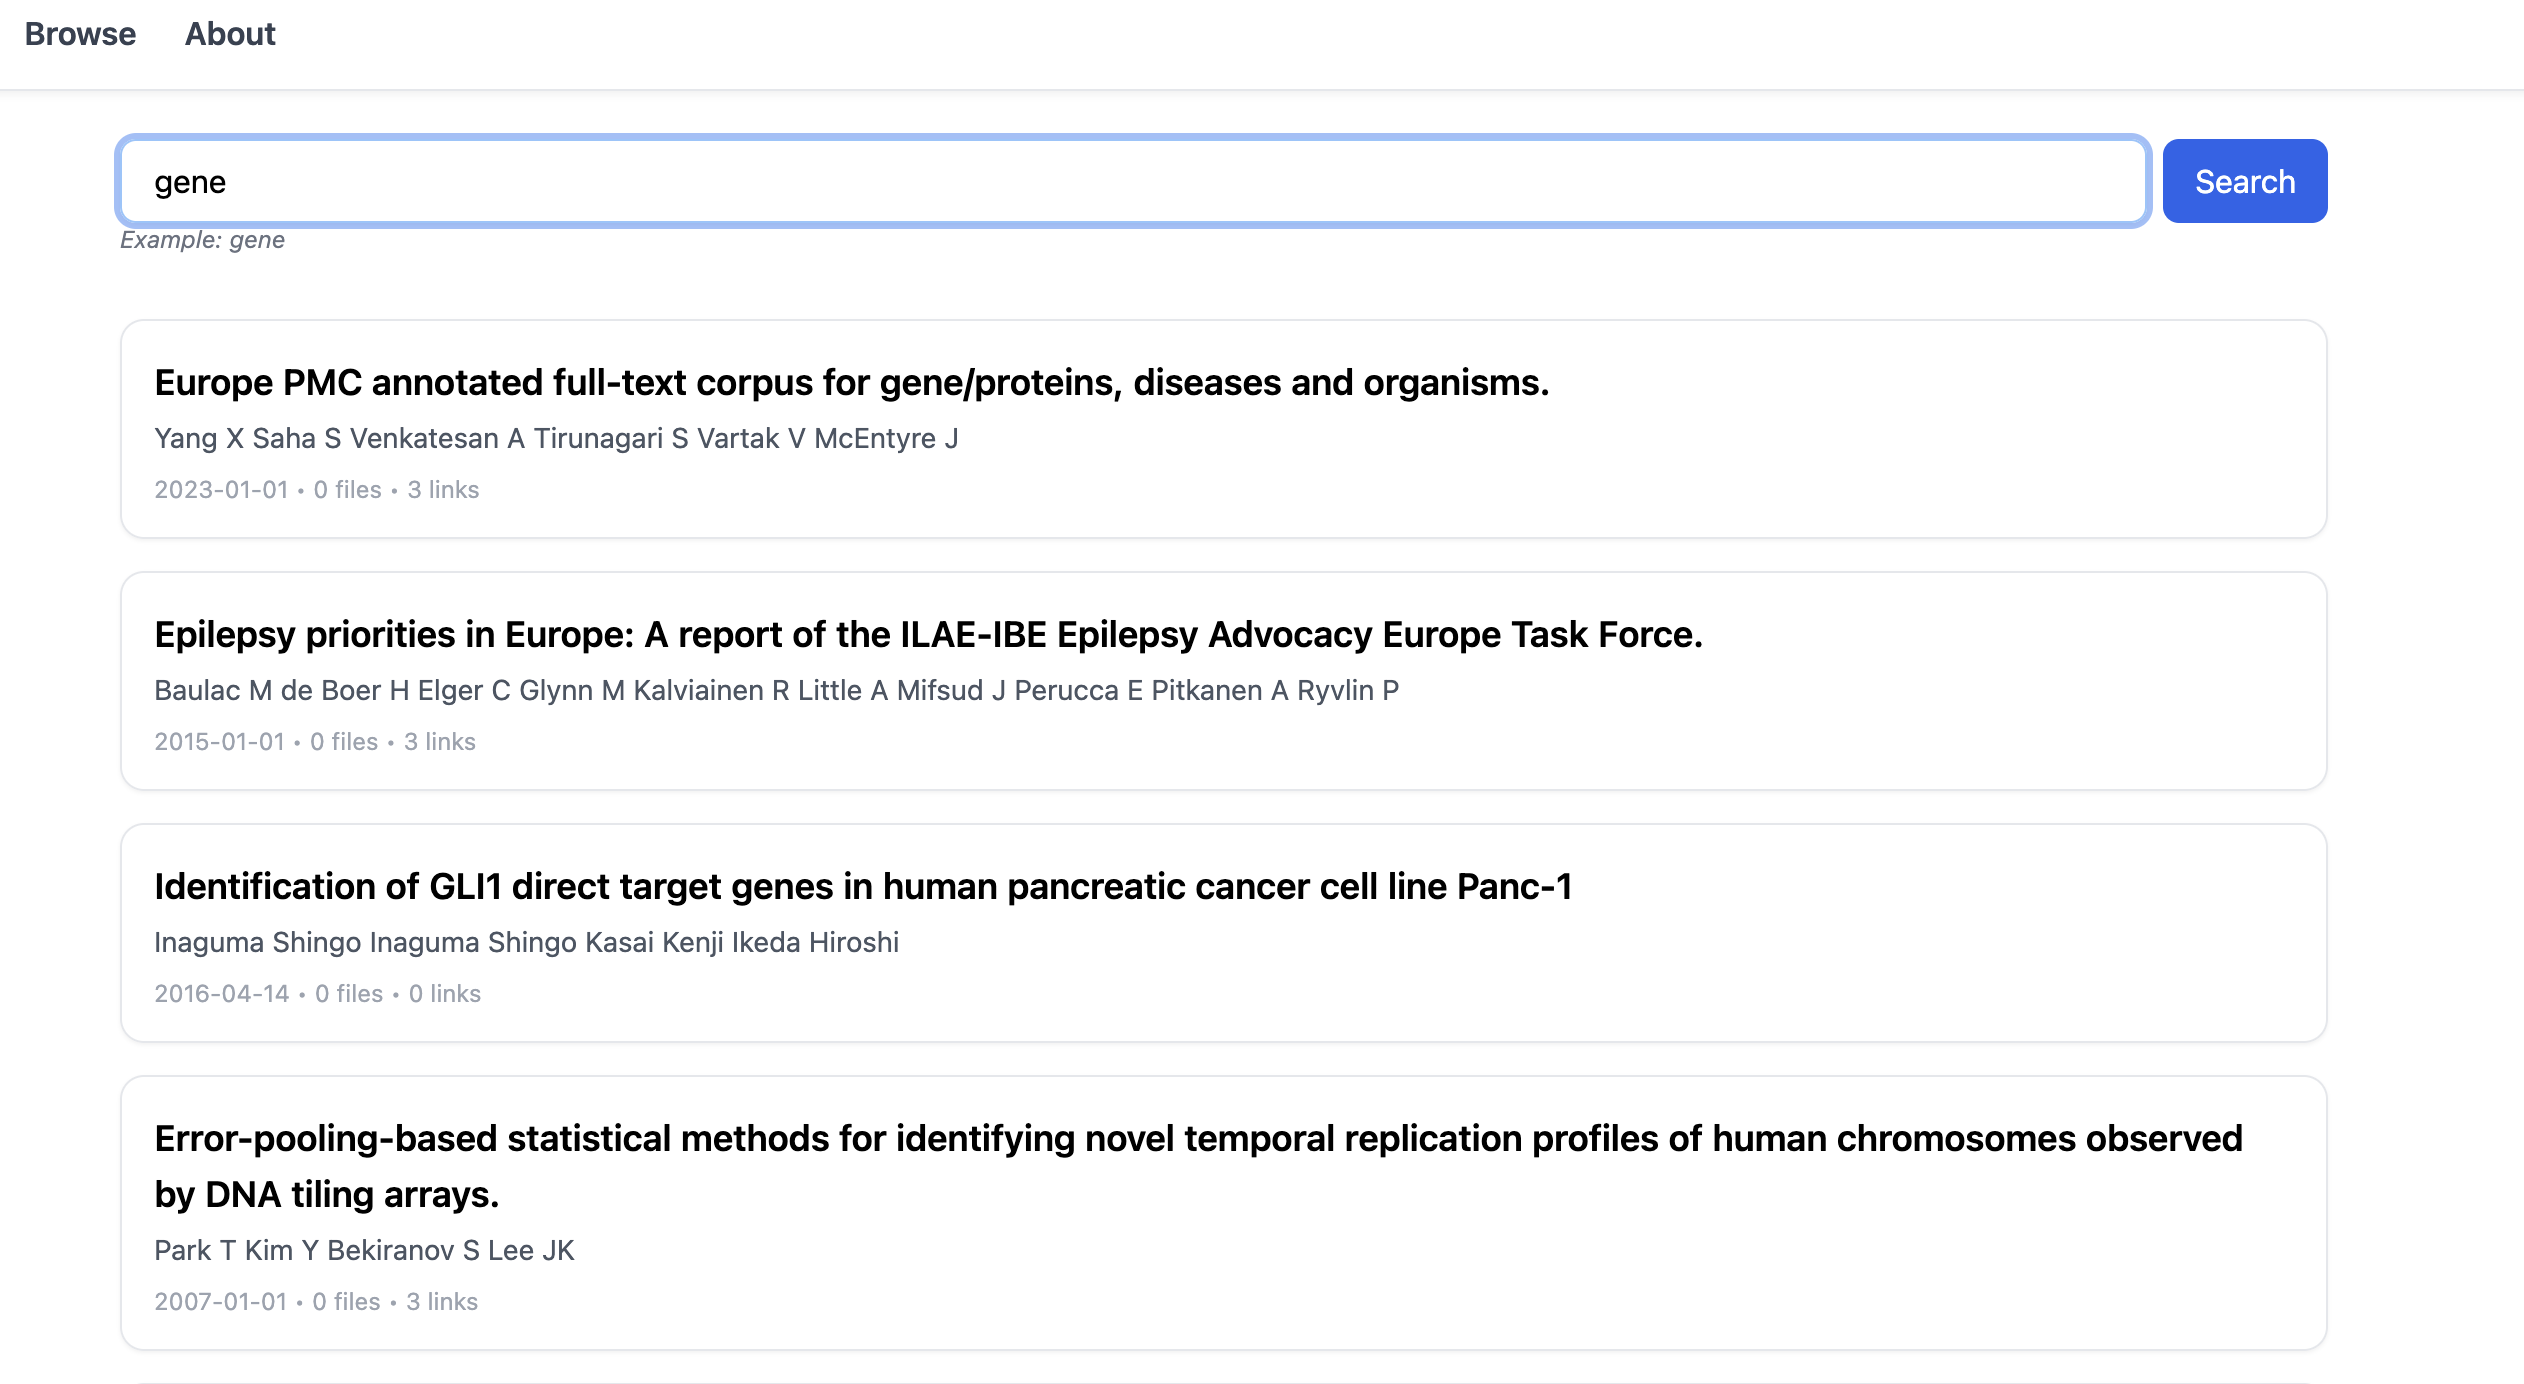 Browse About
gene
Search
Example: gene
Europe PMC annotated full-text corpus for gene/proteins, diseases and organisms.
Yang X Saha S Venkatesan A Tirunagari S Vartak V McEntyre J
2023-01-01 • 0 files • 3 links
Epilepsy priorities in Europe: A report of the ILAE-IBE Epilepsy Advocacy Europe Task Force.
Baulac M de Boer H Elger C Glynn M Kalviainen R Little A Mifsud J Perucca E Pitkanen A Ryvlin P
2015-01-01 • 0 files • 3 links
Identification of GLI1 direct target genes in human pancreatic cancer cell line Panc-1
Inaguma Shingo Inaguma Shingo Kasai Kenji Ikeda Hiroshi
2016-04-14 • 0 files • 0 links
Error-pooling-based statistical methods for identifying novel temporal replication profiles of human chromosomes observed
by DNA tiling arrays.
Park T Kim Y Bekiranov S Lee JK
2007-01-01 • 0 files • 3 links